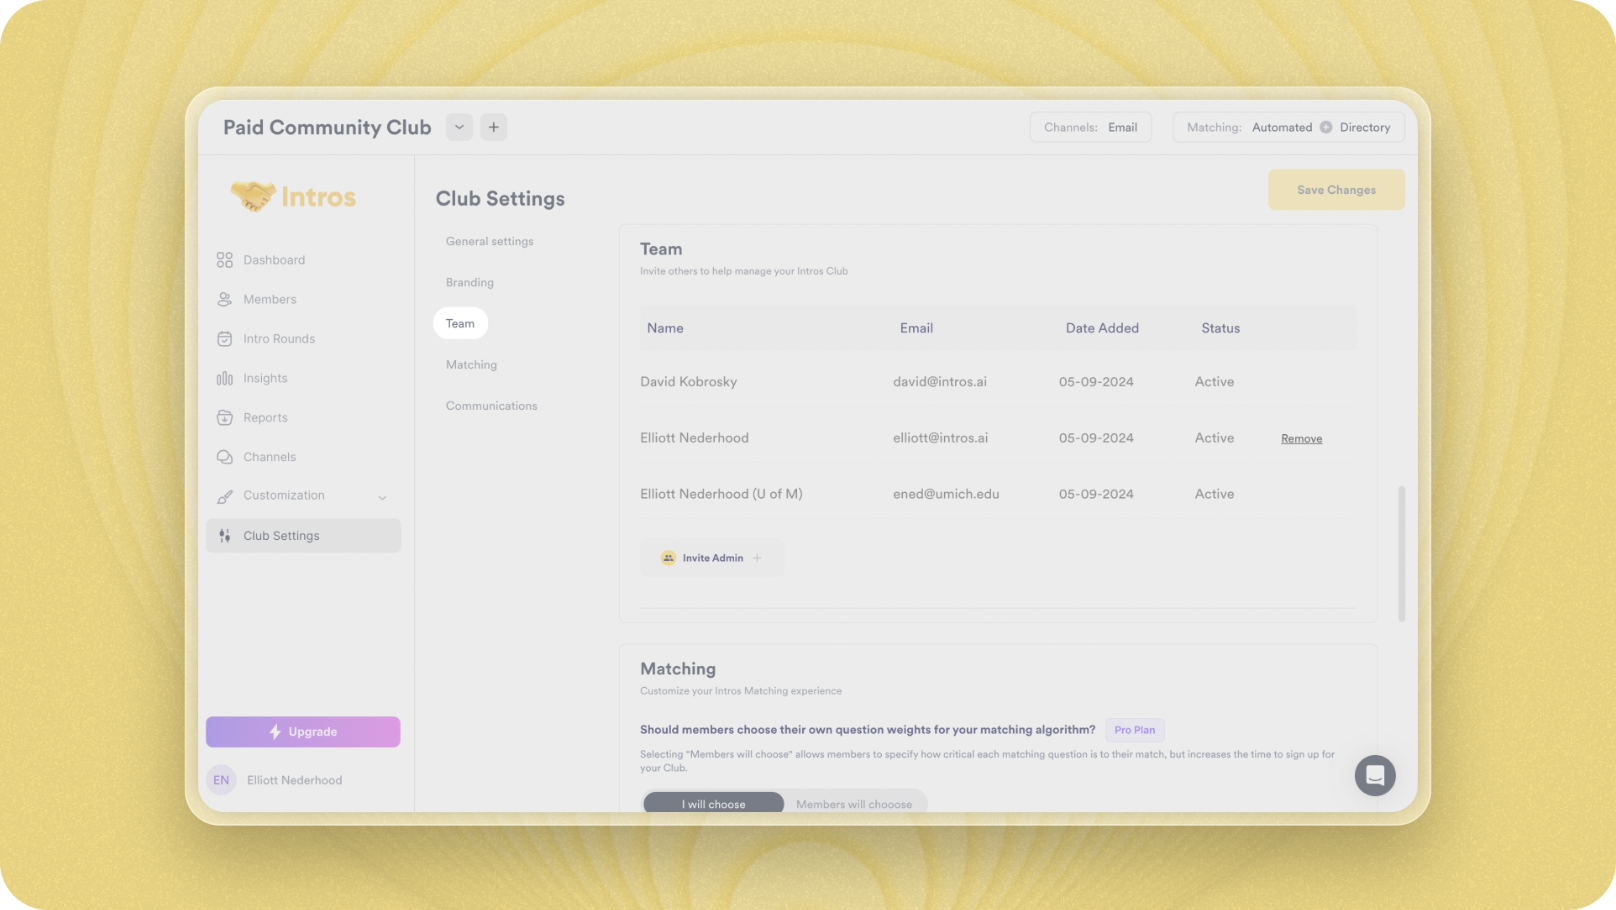 Paid Community Club
Channels: Email
Matching: Automated Directory
Intros
Dashboard
Members
Intro Rounds
Insights
Reports
Channels
Customization
Club Settings
Upgrade
EN Elliott Nederhood
Club Settings
Save Changes
General settings
Branding
Team
Matching
Communications
Team
Invite others to help manage your Intros Club
Name Email Date Added Status
David Kobrosky david@intros.ai 05-09-2024 Active
Elliott Nederhood elliott@intros.ai 05-09-2024 Active Remove
Elliott Nederhood (U of M) ened@umich.edu 05-09-2024 Active
Invite Admin +
Matching
Customize your Intros Matching experience
Should members choose their own question weights for your matching algorithm? Pro Plan
Selecting "Members will choose" allows members to specify how critical each matching question is to their match, but increases the time to sign up for
your Club.
I will choose Members will choose